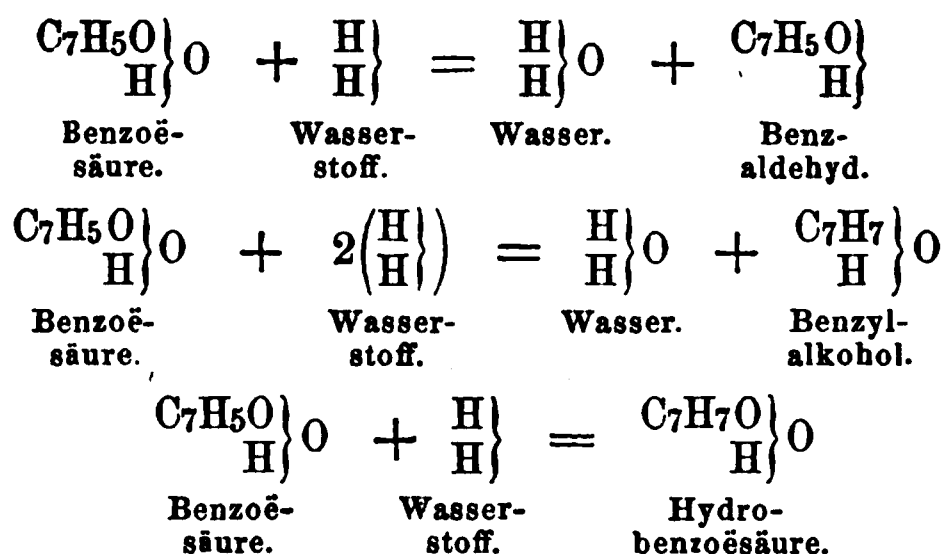 C7H5O}O + H} = H}O + C7H5O}
H H H H
Benzoë- Wasser- Wasser. Benz-
säure. stoff. aldehyd.
C7H5O}O + 2(H}) = H}O + C7H7}O
H H H H
Benzoë- Wasser- Wasser. Benzyl-
säure. stoff. alkohol.
C7H5O}O + H} = C7H7O}O
H H H
Benzoë- Wasser- Hydro-
säure. stoff. benzoësäure.